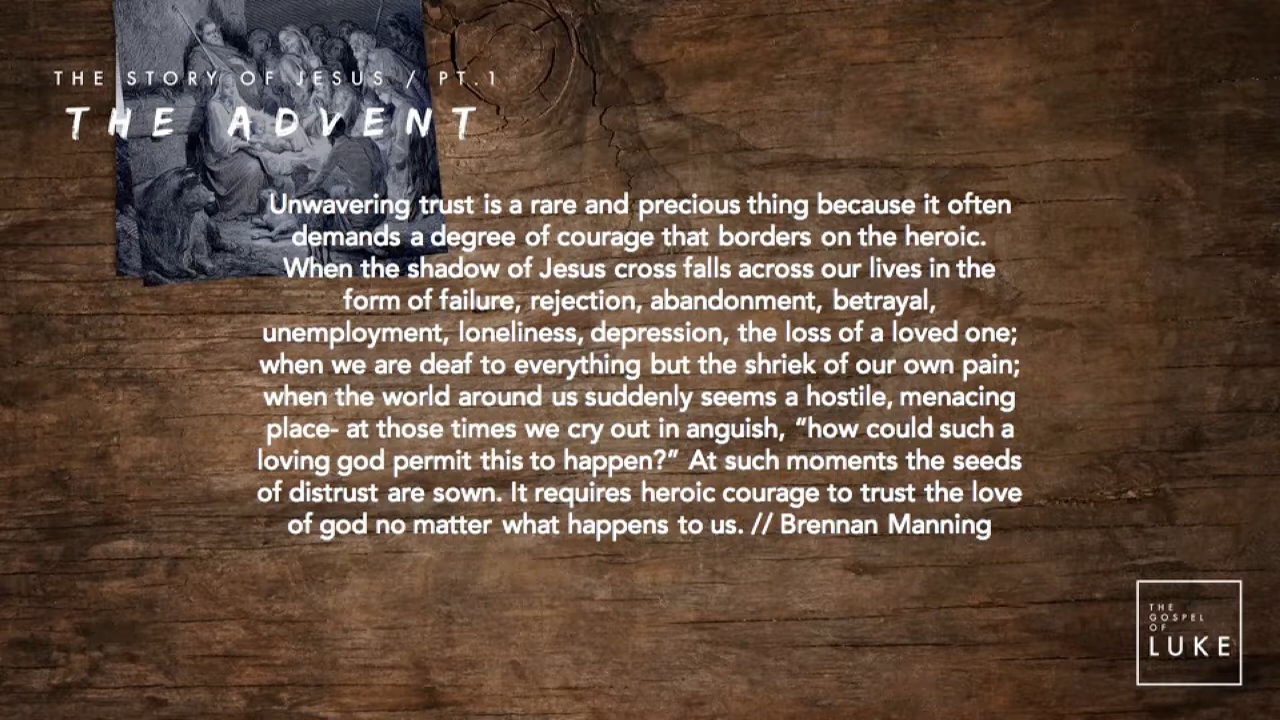 THE STORY OF JESUS / PT.1
THE ADVENT
Unwavering trust is a rare and precious thing because it often
demands a degree of courage that borders on the heroic.
When the shadow of Jesus cross falls across our lives in the
form of failure, rejection, abandonment, betrayal,
unemployment, loneliness, depression, the loss of a loved one;
when we are deaf to everything but the shriek of our own pain;
when the world around us suddenly seems a hostile, menacing
place- at those times we cry out in anguish, “how could such a
loving god permit this to happen?” At such moments the seeds
of distrust are sown. It requires heroic courage to trust the love
of god no matter what happens to us. // Brennan Manning
THE
GOSPEL
OF
LUKE